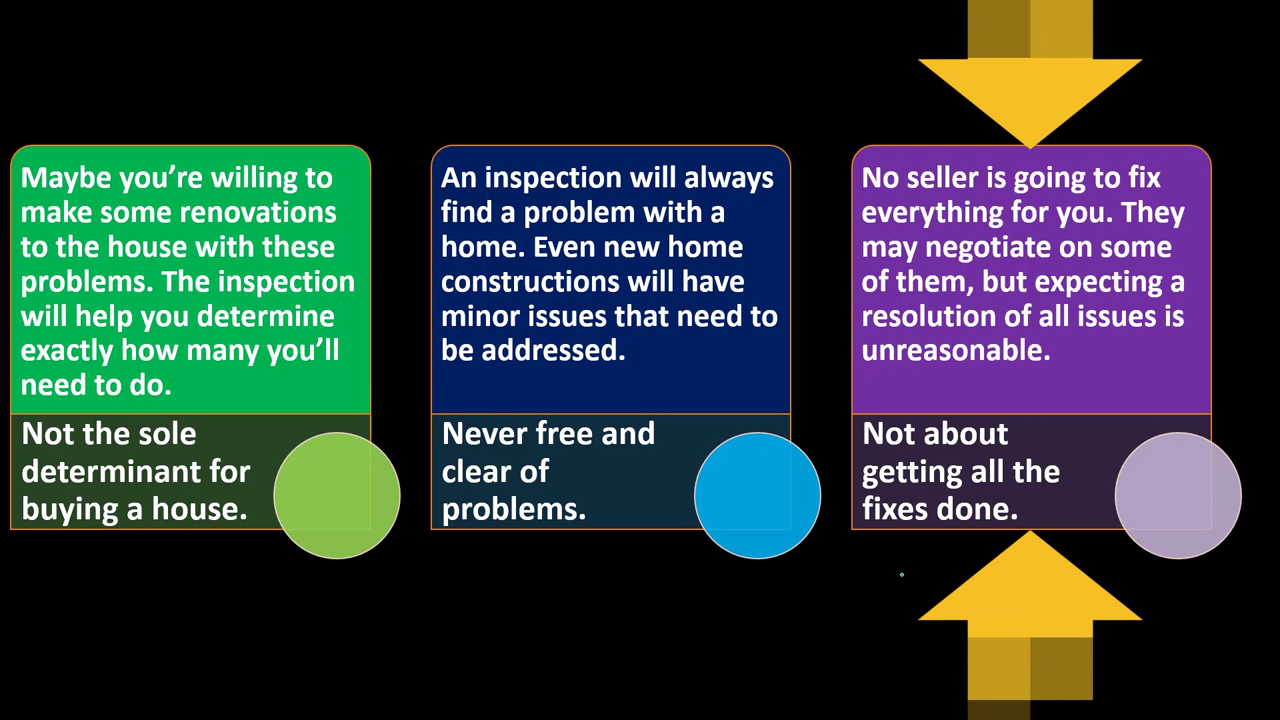 Maybe you’re willing to
make some renovations
to the house with these
problems. The inspection
will help you determine
exactly how many you’ll
need to do.
Not the sole
determinant for
buying a house.
An inspection will always
find a problem with a
home. Even new home
constructions will have
minor issues that need to
be addressed.
Never free and
clear of
problems.
No seller is going to fix
everything for you. They
may negotiate on some
of them, but expecting a
resolution of all issues is
unreasonable.
Not about
getting all the
fixes done.